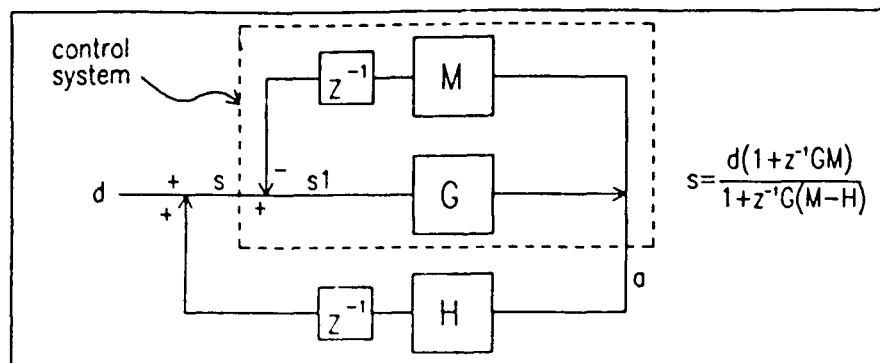 control
system
z⁻¹
M
-
+
s
s1
d
+
+
G
s=d(1+z⁻¹GM)
1+z⁻¹G(M-H)
a
z⁻¹
H